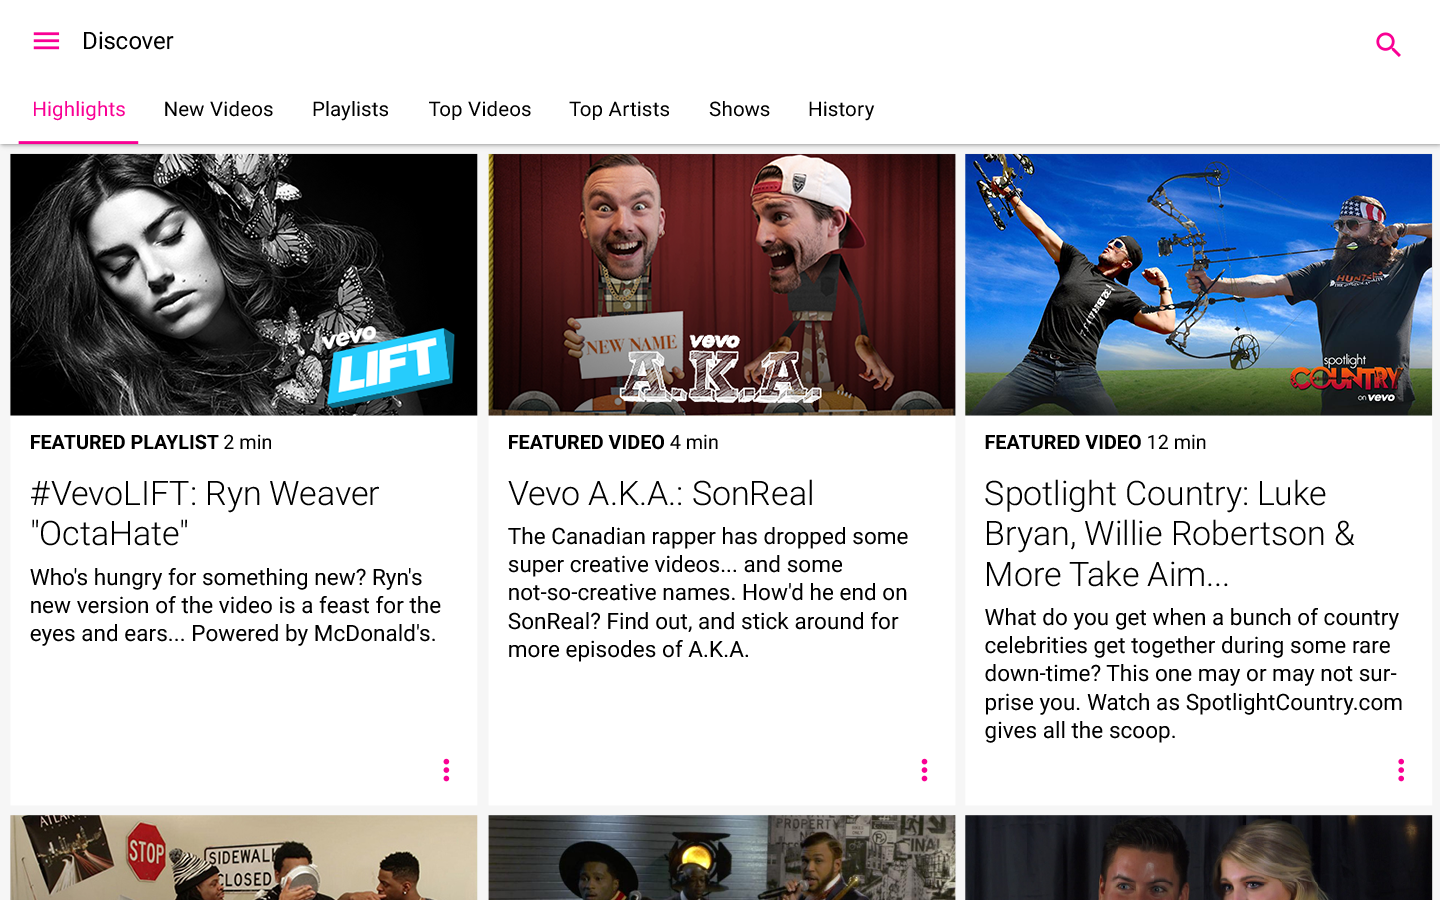 Discover
Highlights
New Videos
Playlists
Top Videos
Top Artists
Shows
History
vevo
LIFT
NEW NAME
vevo
A.K.A.
HUNTER
spotlight
COUNTRY
on vevo
FEATURED PLAYLIST 2 min
#VevoLIFT: Ryn Weaver
"OctaHate"
Who's hungry for something new? Ryn's
new version of the video is a feast for the
eyes and ears... Powered by McDonald's.
FEATURED VIDEO 4 min
Vevo A.K.A.: SonReal
The Canadian rapper has dropped some
super creative videos... and some
not-so-creative names. How'd he end on
SonReal? Find out, and stick around for
more episodes of A.K.A.
FEATURED VIDEO 12 min
Spotlight Country: Luke
Bryan, Willie Robertson &
More Take Aim...
What do you get when a bunch of country
celebrities get together during some rare
down-time? This one may or may not sur-
prise you. Watch as SpotlightCountry.com
gives all the scoop.
STOP
SIDEWALK
CLOSED
PROPERTY